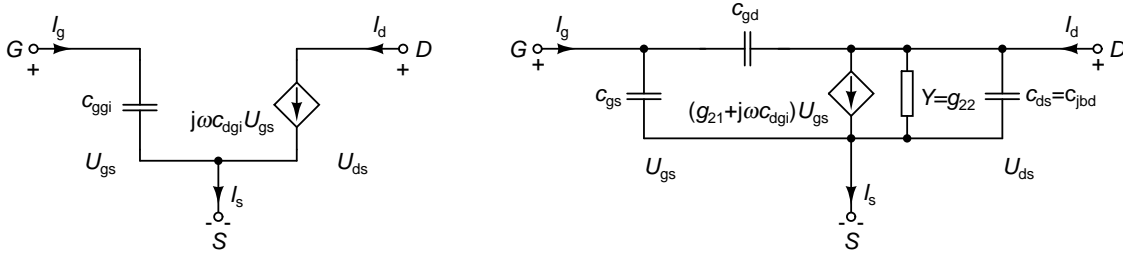 I_g
I_d
G
D
+
+
c_ggi
jωc_dgi U_gs
U_gs
U_ds
I_s
- -
S
I_g
c_gd
I_d
G
D
+
+
c_gs
(g_21+jωc_dgi) U_gs
Y=g_22
c_ds=c_jbd
U_gs
U_ds
I_s
- -
S